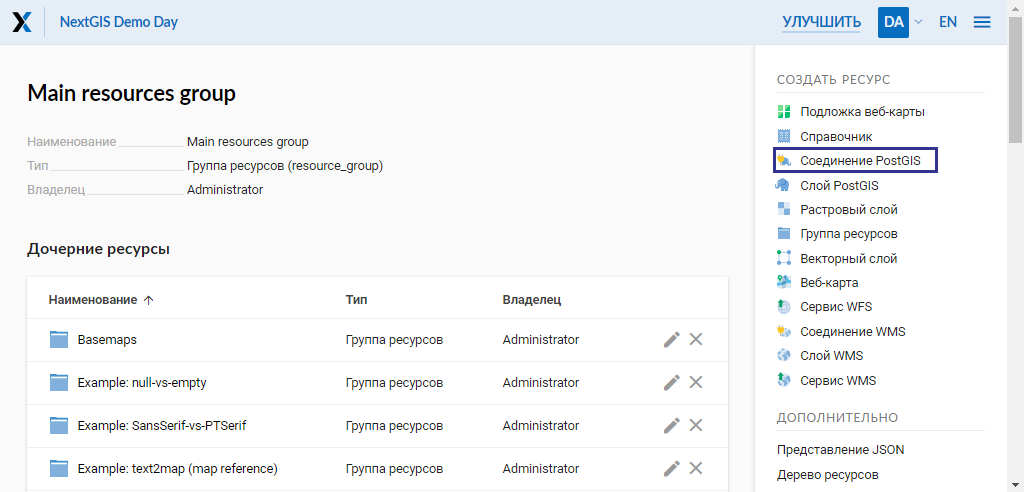 NextGIS Demo Day
УЛУЧШИТЬ
DA
EN
Main resources group
Наименование Main resources group
Тип Группа ресурсов (resource_group)
Владелец Administrator
Дочерние ресурсы
Наименование Тип Владелец
Basemaps Группа ресурсов Administrator
Example: null-vs-empty Группа ресурсов Administrator
Example: SansSerif-vs-PTSerif Группа ресурсов Administrator
Example: text2map (map reference) Группа ресурсов Administrator
СОЗДАТЬ РЕСУРС
Подложка веб-карты
Справочник
Соединение PostGIS
Слой PostGIS
Растровый слой
Группа ресурсов
Векторный слой
Веб-карта
Сервис WFS
Соединение WMS
Слой WMS
Сервис WMS
ДОПОЛНИТЕЛЬНО
Представление JSON
Дерево ресурсов